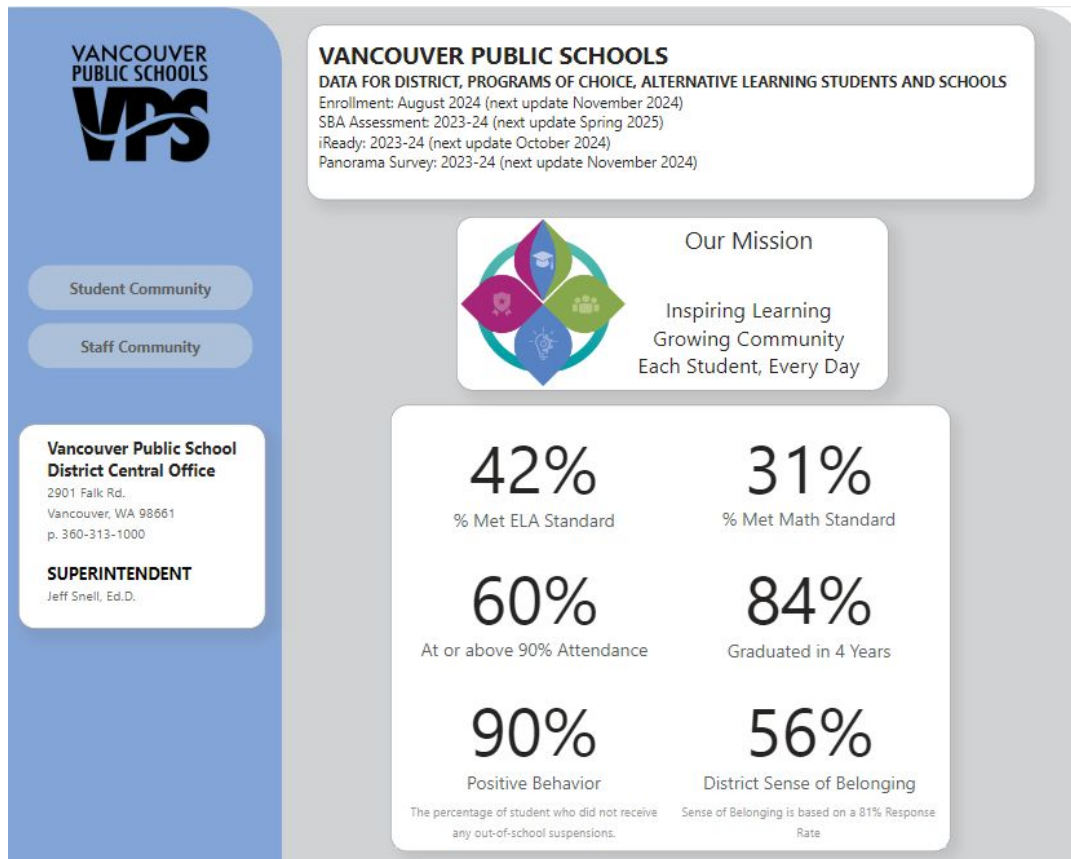 VANCOUVER
PUBLIC SCHOOLS
VPS
Student Community
Staff Community
Vancouver Public School
District Central Office
2901 Falk Rd.
Vancouver, WA 98661
p. 360-313-1000
SUPERINTENDENT
Jeff Snell, Ed.D.
VANCOUVER PUBLIC SCHOOLS
DATA FOR DISTRICT, PROGRAMS OF CHOICE, ALTERNATIVE LEARNING STUDENTS AND SCHOOLS
Enrollment: August 2024 (next update November 2024)
SBA Assessment: 2023-24 (next update Spring 2025)
iReady: 2023-24 (next update October 2024)
Panorama Survey: 2023-24 (next update November 2024)
Our Mission
Inspiring Learning
Growing Community
Each Student, Every Day
42%
% Met ELA Standard
31%
% Met Math Standard
60%
At or above 90% Attendance
84%
Graduated in 4 Years
90%
Positive Behavior
The percentage of student who did not receive
any out-of-school suspensions.
56%
District Sense of Belonging
Sense of Belonging is based on a 81% Response
Rate